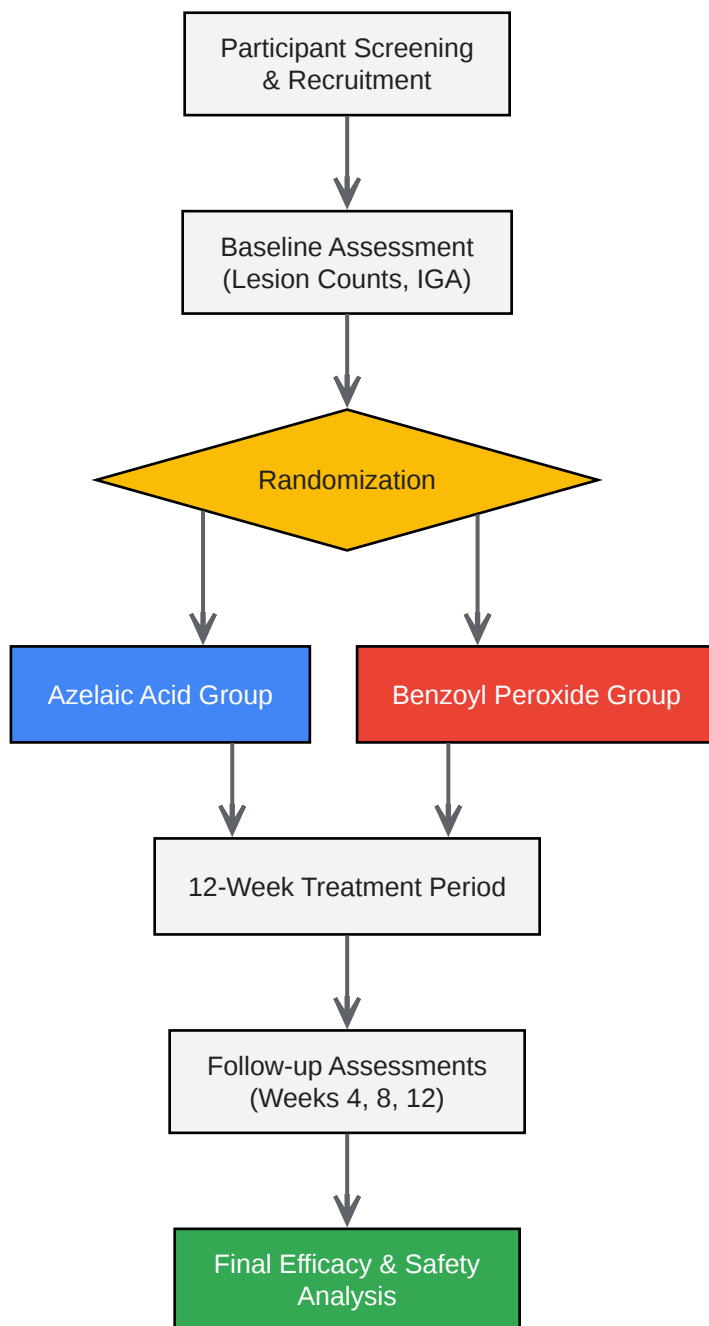 Participant Screening
& Recruitment
Baseline Assessment
(Lesion Counts, IGA)
Randomization
Azelaic Acid Group
Benzoyl Peroxide Group
12-Week Treatment Period
Follow-up Assessments
(Weeks 4, 8, 12)
Final Efficacy & Safety
Analysis